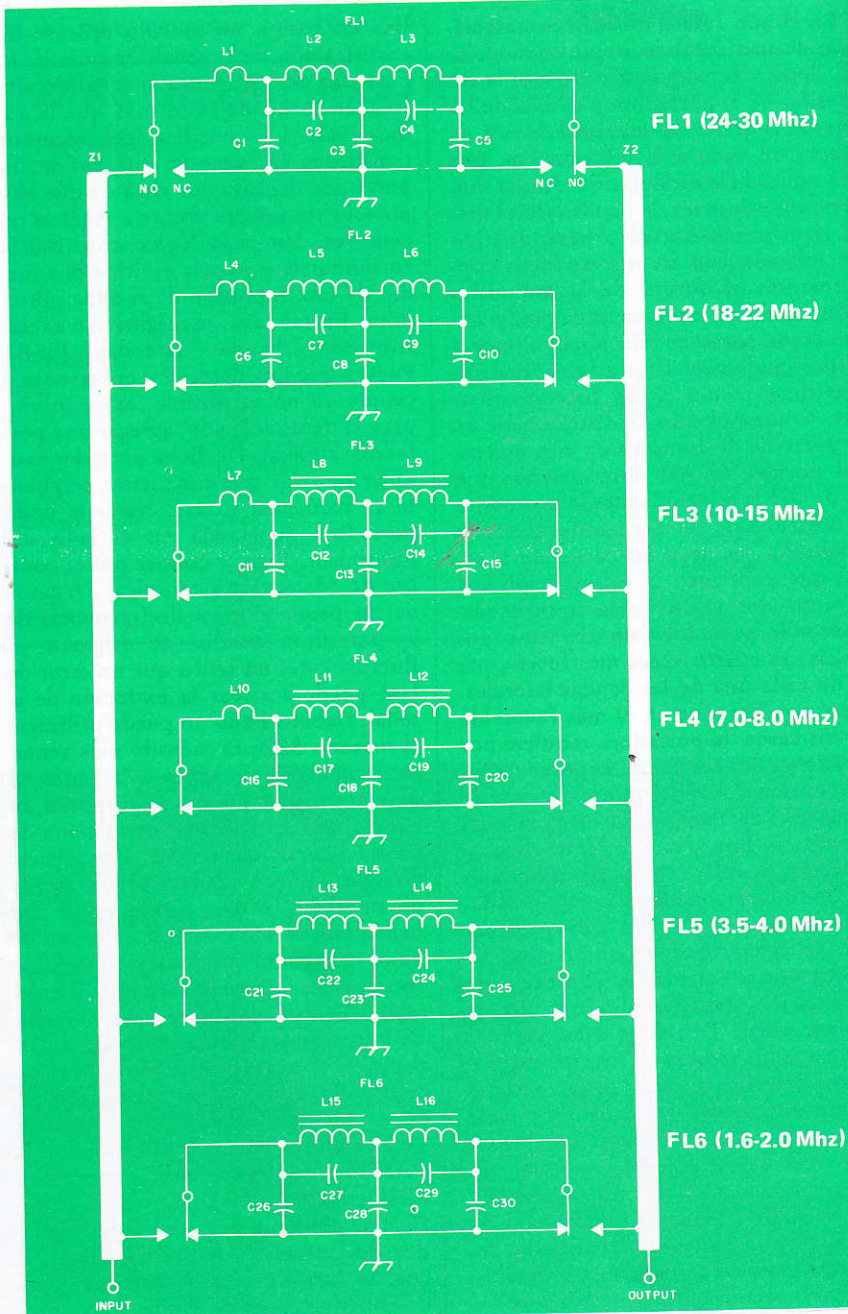 FL1
L1 L2 L3
C2 C4
FL1 (24-30 Mhz)
C1 C3 C5
Z1 Z2
NO NC NC NO
FL2
L4 L5 L6
FL2 (18-22 Mhz)
C7 C9
C6 C8 C10
FL3
L7 L8 L9
FL3 (10-15 Mhz)
C12 C14
C11 C13 C15
FL4
L10 L11 L12
FL4 (7.0-8.0 Mhz)
C17 C19
C16 C18 C20
FL5
L13 L14
FL5 (3.5-4.0 Mhz)
C22 C24
C21 C23 C25
FL6
L15 L16
FL6 (1.6-2.0 Mhz)
C27 C29
C26 C28 C30
INPUT OUTPUT